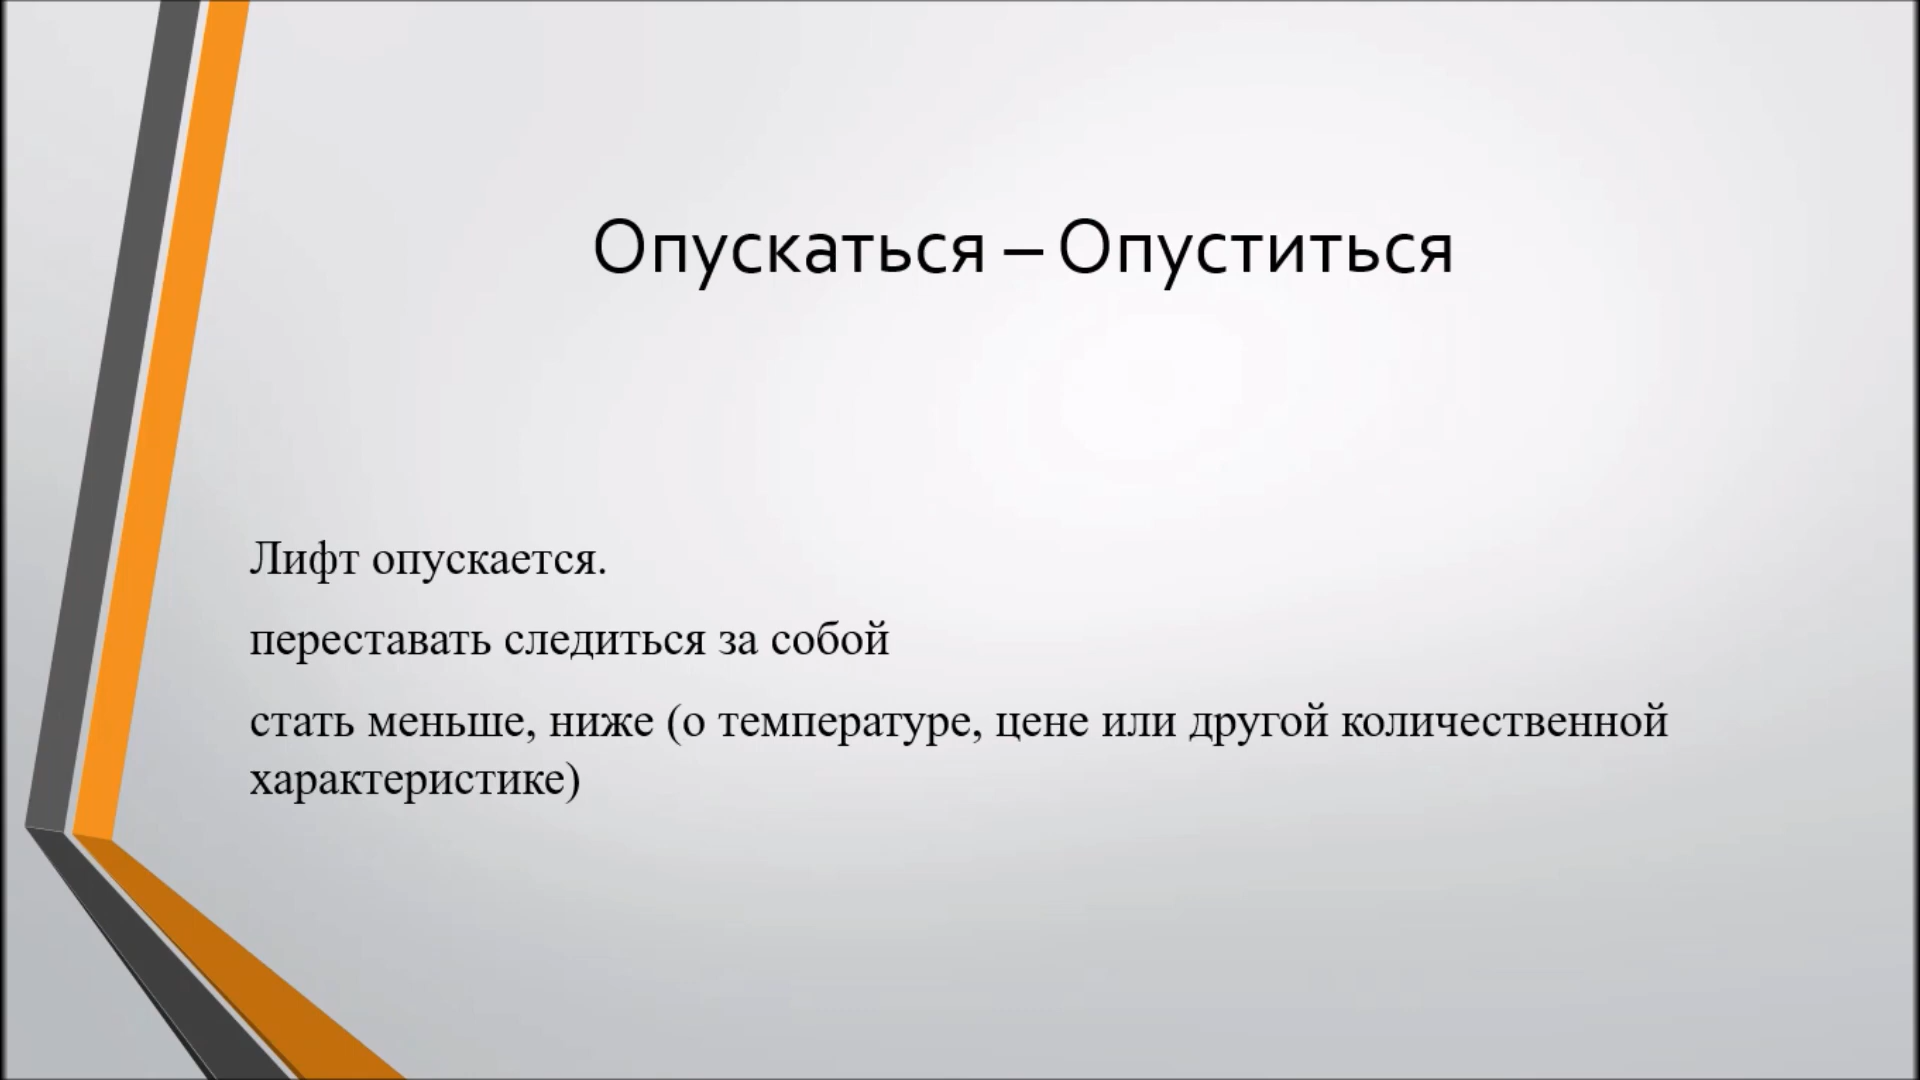 Опускаться – Опуститься
Лифт опускается.
переставать следиться за собой
стать меньше, ниже (о температуре, цене или другой количественной
характеристике)